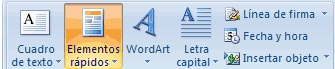 Cuadro
de texto
Elementos
rápidos
WordArt
Letra
capital
Línea de firma
Fecha y hora
Insertar objeto